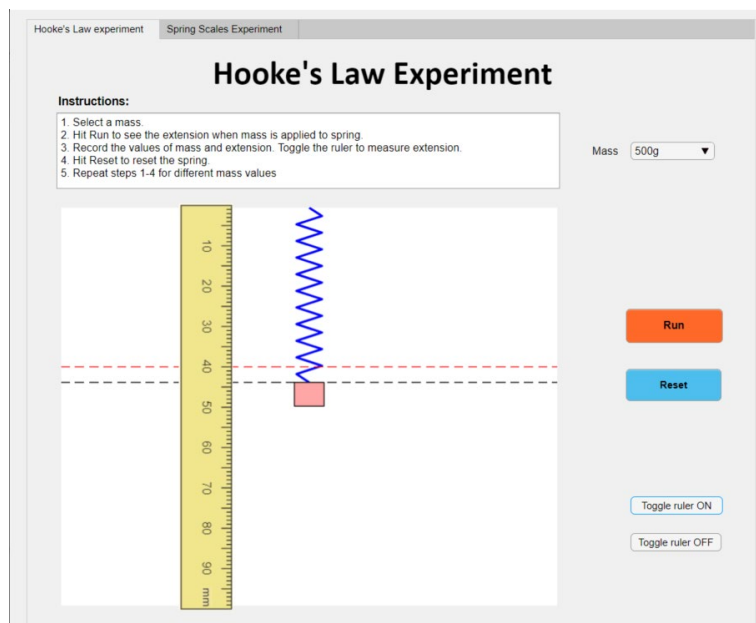 Hooke's Law experiment
Spring Scales Experiment
Hooke's Law Experiment
Instructions:
1. Select a mass.
2. Hit Run to see the extension when mass is applied to spring.
3. Record the values of mass and extension. Toggle the ruler to measure extension.
4. Hit Reset to reset the spring.
5. Repeat steps 1-4 for different mass values
Mass
500g
10
20
30
40
50
60
70
80
90
mm
Run
Reset
Toggle ruler ON
Toggle ruler OFF